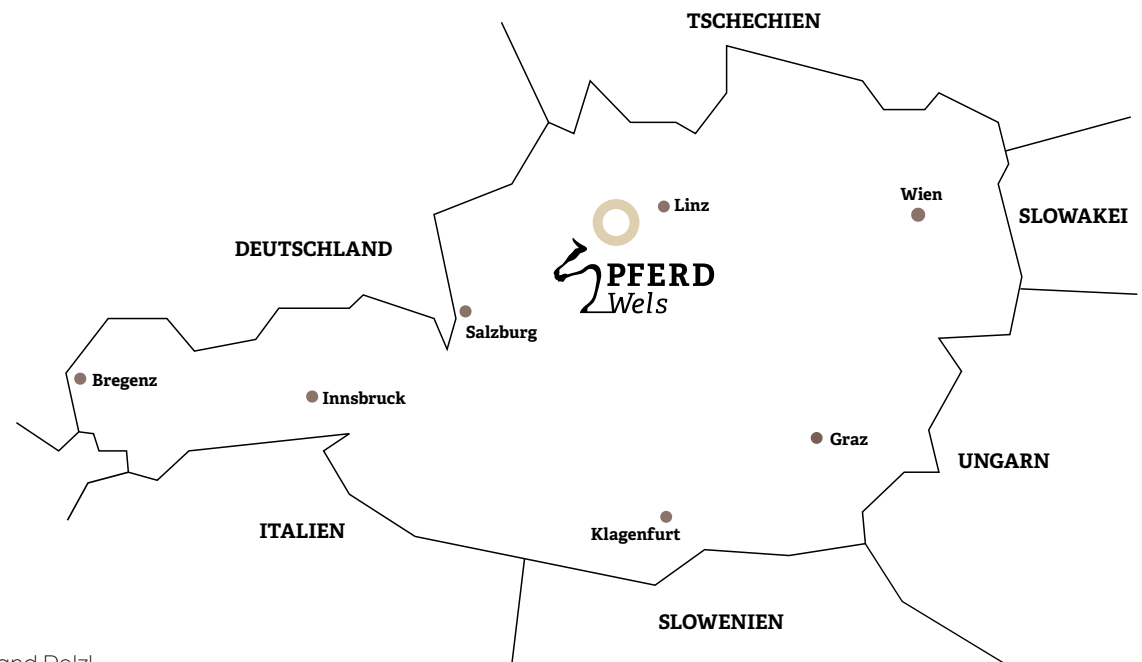 TSCHECHIEN
Wien
Linz
SLOWAKEI
DEUTSCHLAND
PFERD
Wels
Salzburg
Bregenz
Innsbruck
Graz
UNGARN
ITALIEN
Klagenfurt
SLOWENIEN